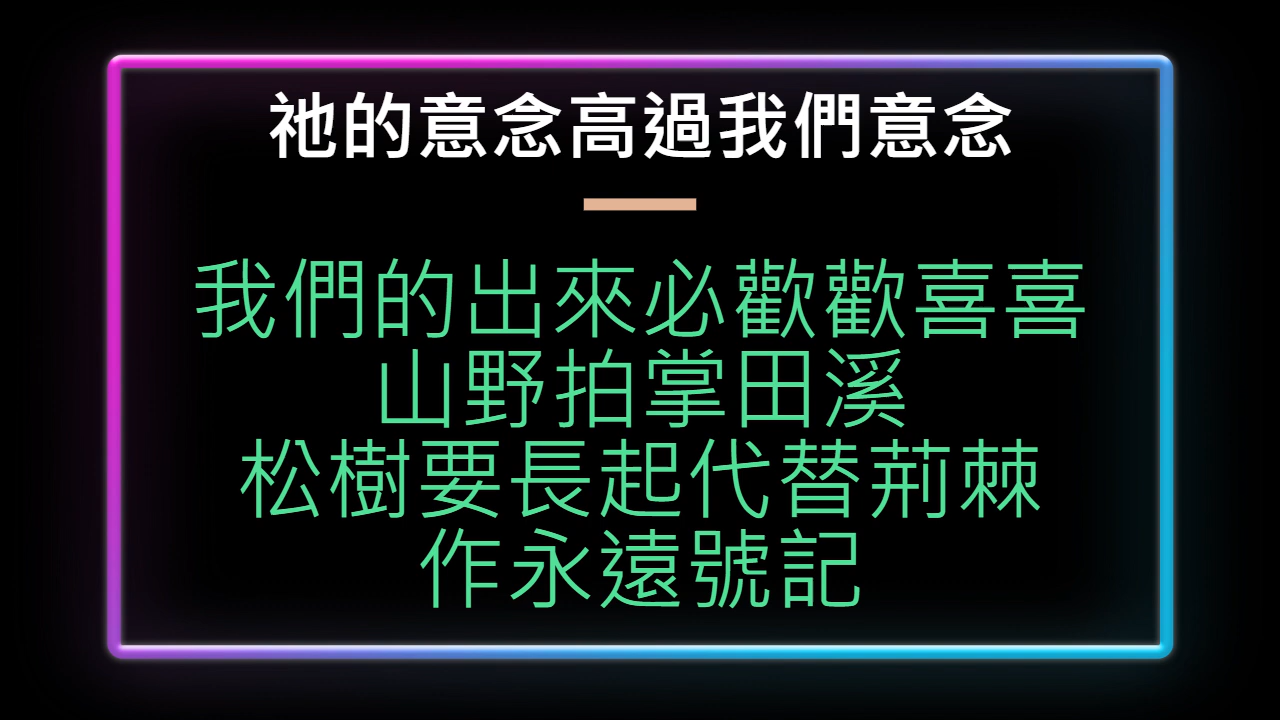 祂的意念高過我們意念
我們的出來必歡歡喜喜
山野拍掌田溪
松樹要長起代替荊棘
作永遠號記